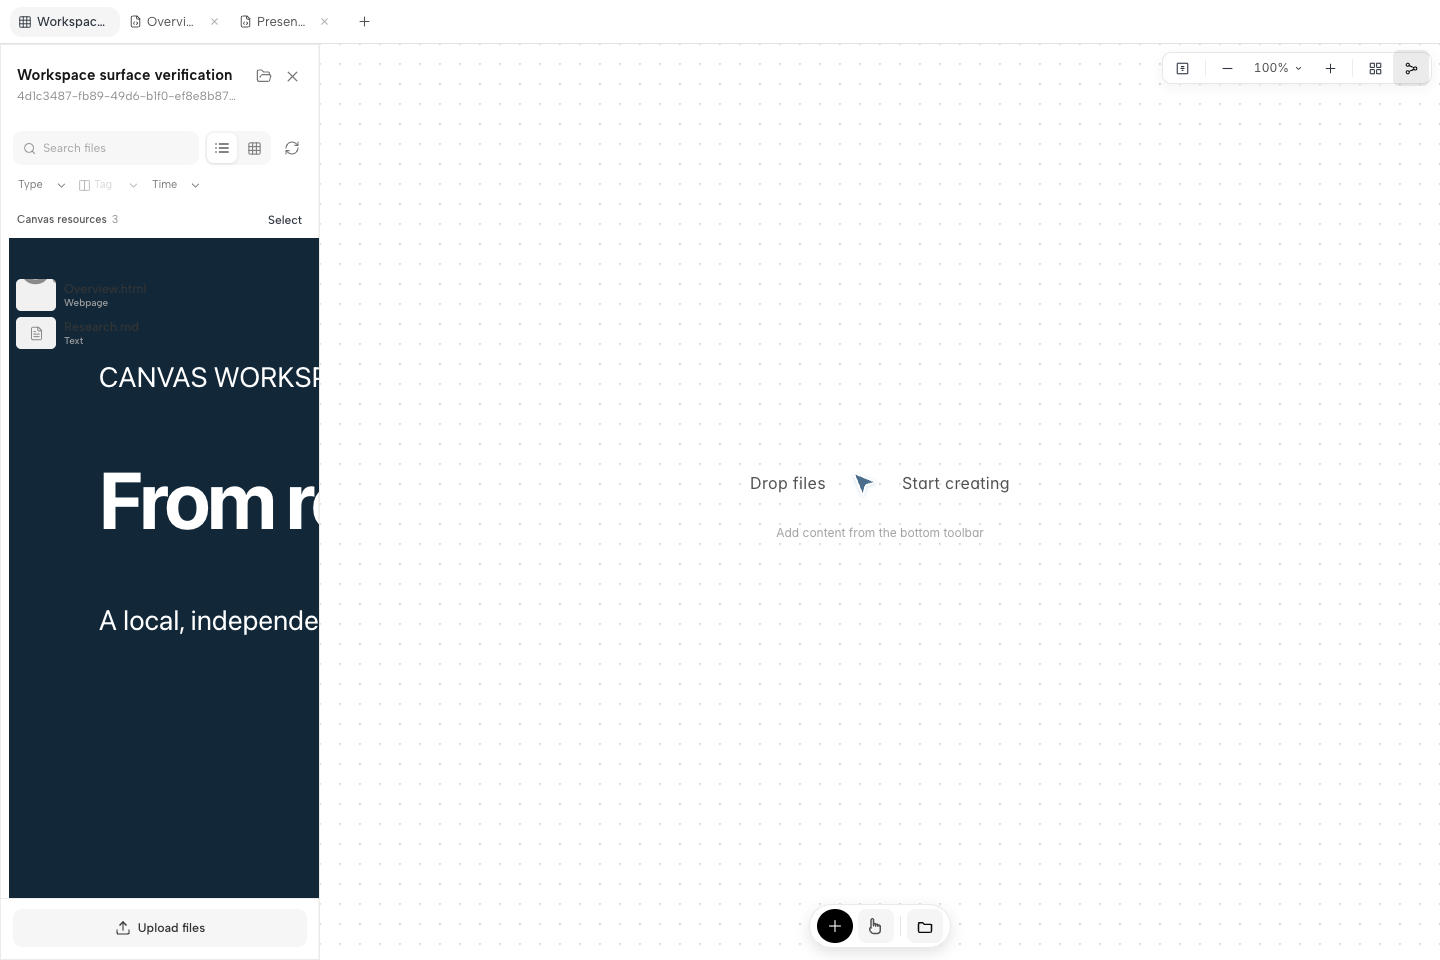 Workspac...
Overvi...
Presen...
Workspace surface verification
4d1c3487-fb89-49d6-b1f0-ef8e8b87...
100%
Search files
Type
Tag
Time
Canvas resources 3
Select
Overview.html
Webpage
Research.md
Text
CANVAS WORKSP
From re
A local, independe
Drop files
Start creating
Add content from the bottom toolbar
Upload files